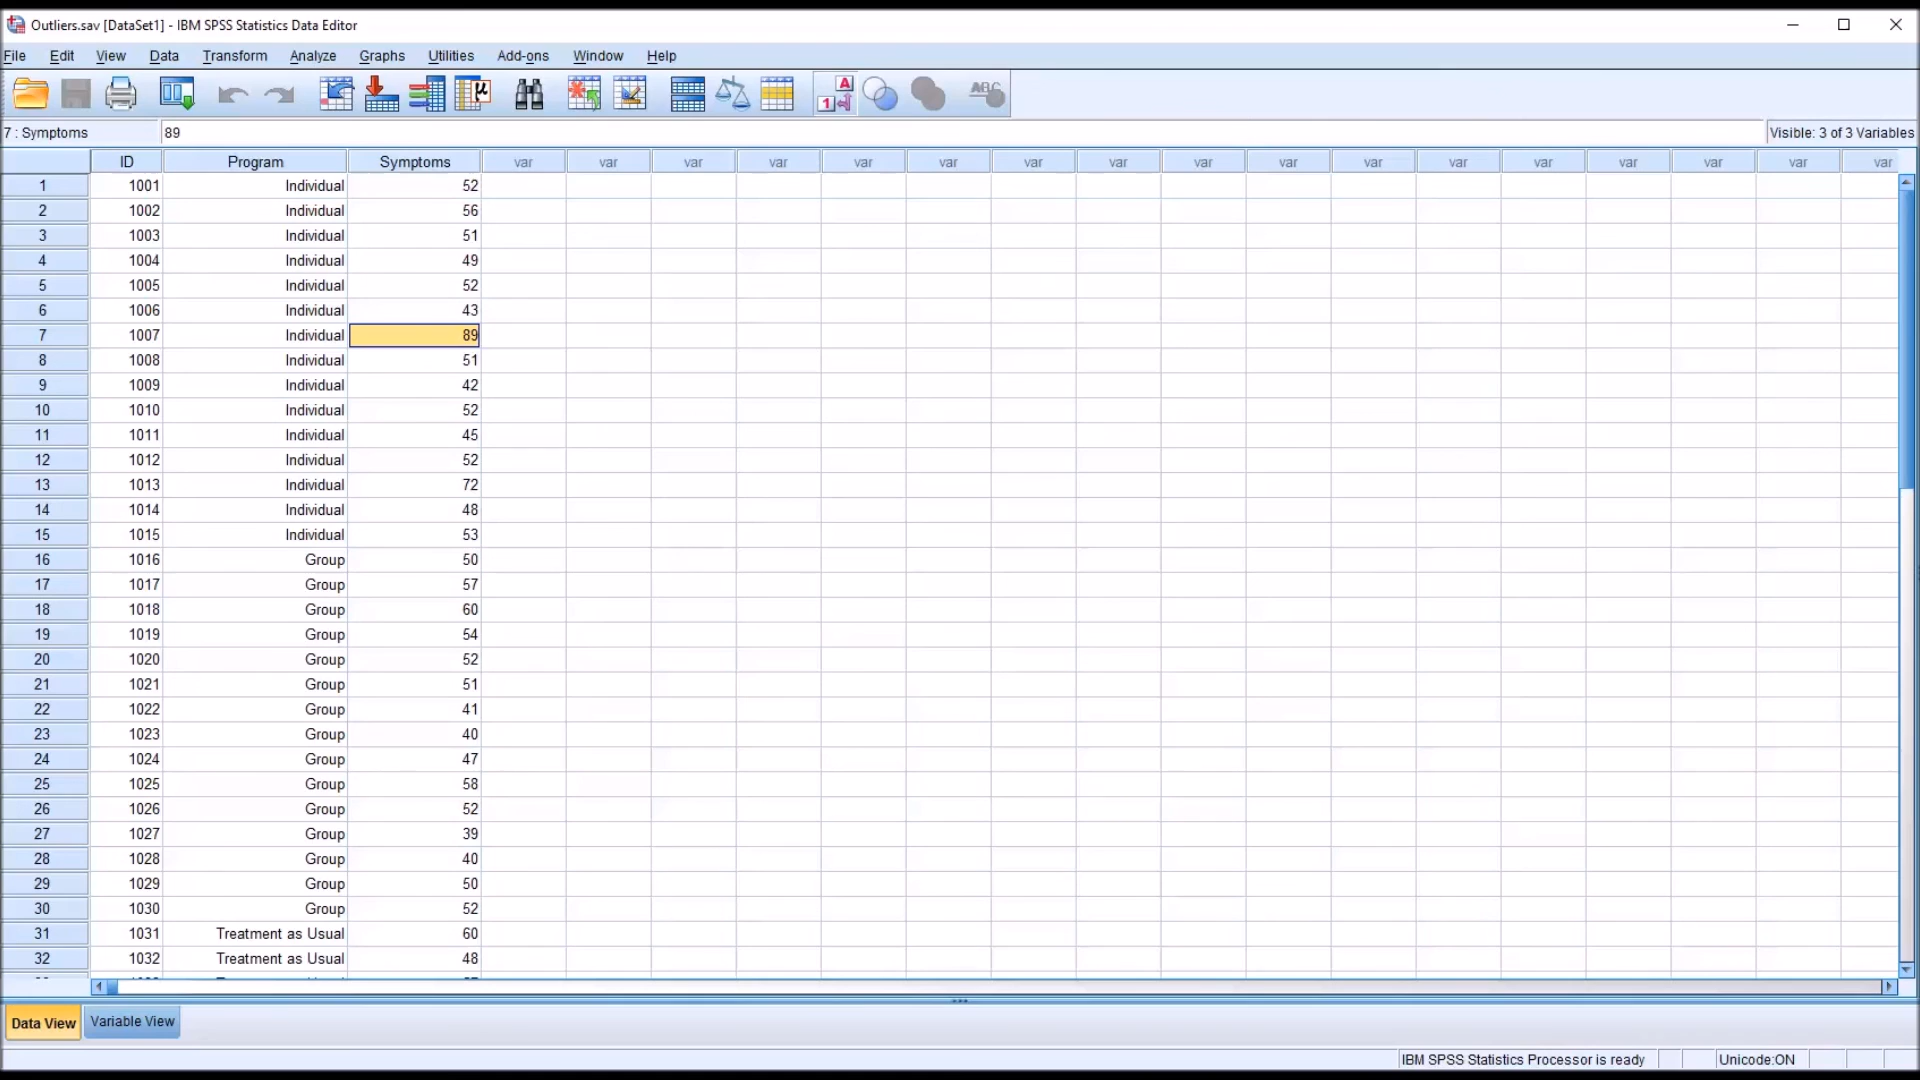 Outliers.sav [DataSet1] - IBM SPSS Statistics Data Editor
File Edit View Data Transform Analyze Graphs Utilities Add-ons Window Help
7 : Symptoms 89 Visible: 3 of 3 Variables
ID Program Symptoms var var var var var var var var var var var var var var var var var
1 1001 Individual 52
2 1002 Individual 56
3 1003 Individual 51
4 1004 Individual 49
5 1005 Individual 52
6 1006 Individual 43
7 1007 Individual 89
8 1008 Individual 51
9 1009 Individual 42
10 1010 Individual 52
11 1011 Individual 45
12 1012 Individual 52
13 1013 Individual 72
14 1014 Individual 48
15 1015 Individual 53
16 1016 Group 50
17 1017 Group 57
18 1018 Group 60
19 1019 Group 54
20 1020 Group 52
21 1021 Group 51
22 1022 Group 41
23 1023 Group 40
24 1024 Group 47
25 1025 Group 58
26 1026 Group 52
27 1027 Group 39
28 1028 Group 40
29 1029 Group 50
30 1030 Group 52
31 1031 Treatment as Usual 60
32 1032 Treatment as Usual 48
Data View Variable View
IBM SPSS Statistics Processor is ready Unicode:ON